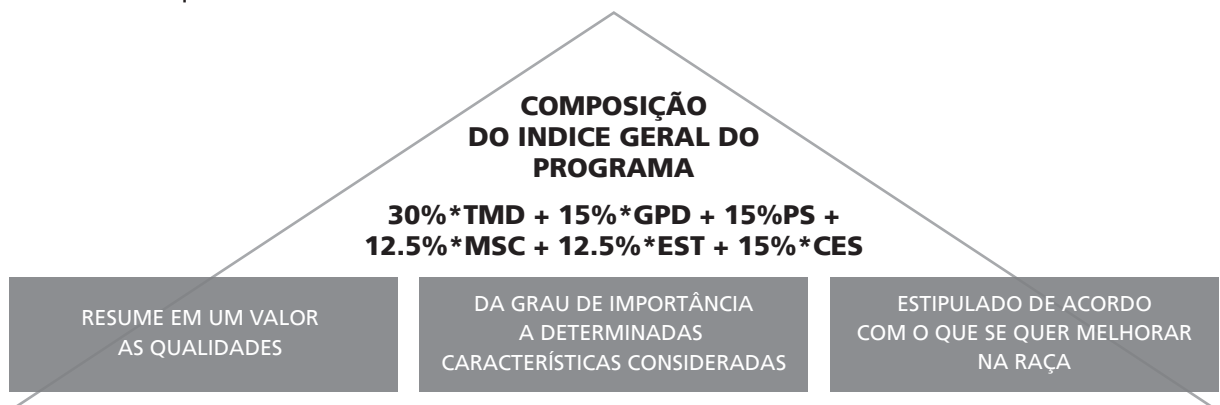 COMPOSIÇÃO
DO INDICE GERAL DO
PROGRAMA
30%*TMD + 15%*GPD + 15%PS +
12.5%*MSC + 12.5%*EST + 15%*CES
RESUME EM UM VALOR
AS QUALIDADES
DA GRAU DE IMPORTÂNCIA
A DETERMINADAS
CARACTERÍSTICAS CONSIDERADAS
ESTIPULADO DE ACORDO
COM O QUE SE QUER MELHORAR
NA RAÇA